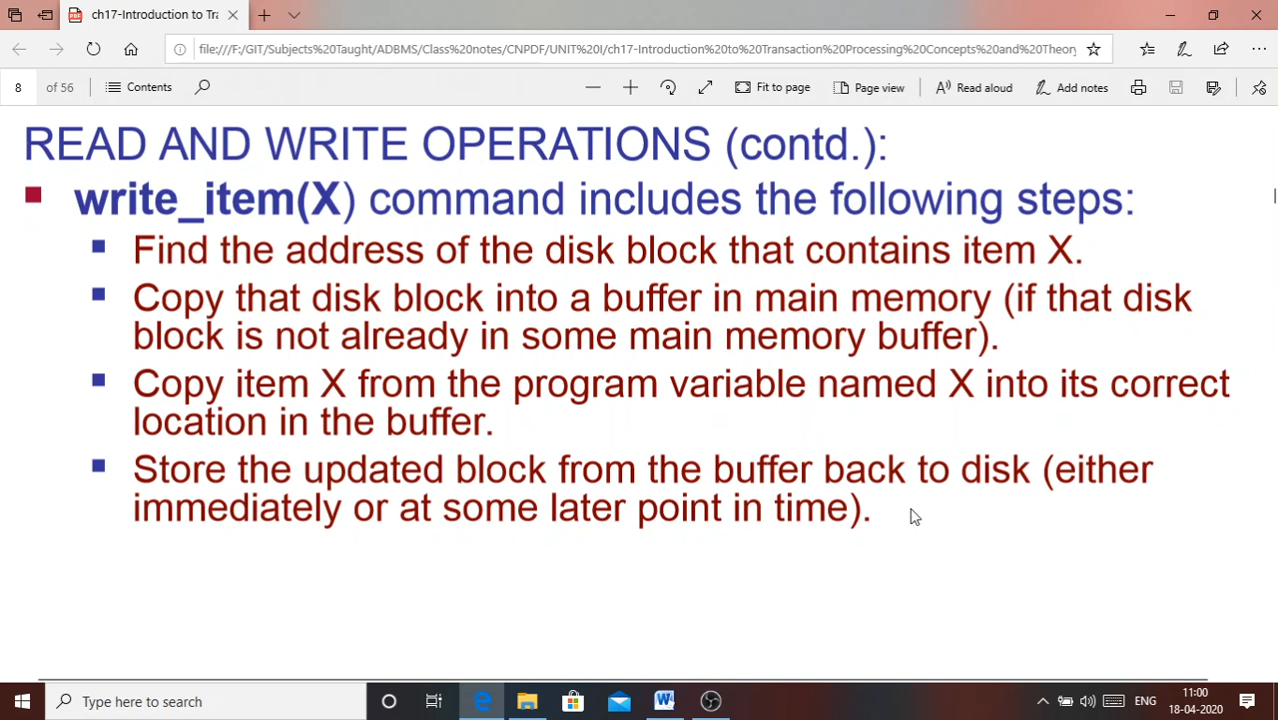 ch17-Introduction to Tra
file:///F:/GIT/Subjects%20Taught/ADBMS/Class%20notes/CNPDF/UNIT%20I/ch17-Introduction%20to%20Transaction%20Processing%20Concepts%20and%20Theory
8 of 56 Contents Fit to page Page view Read aloud Add notes
READ AND WRITE OPERATIONS (contd.):
write_item(X) command includes the following steps:
Find the address of the disk block that contains item X.
Copy that disk block into a buffer in main memory (if that disk
block is not already in some main memory buffer).
Copy item X from the program variable named X into its correct
location in the buffer.
Store the updated block from the buffer back to disk (either
immediately or at some later point in time).
Type here to search
ENG
11:00
18-04-2020